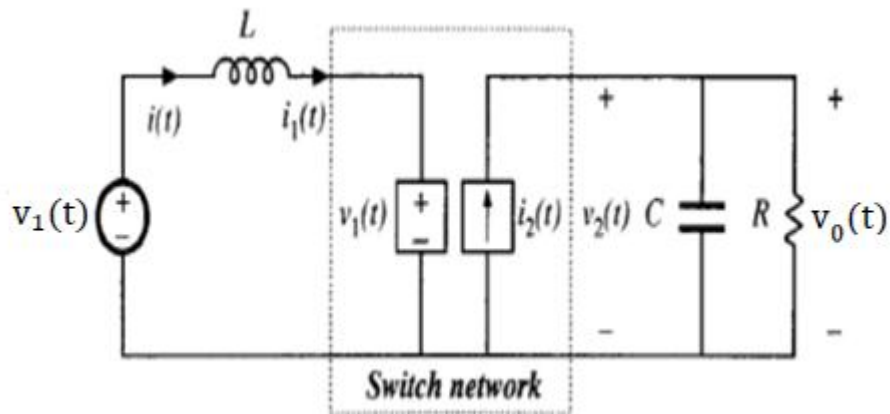 L
+ +
i(t) i₁(t)
v₁(t) + − v₁(t) + − i₂(t) v₂(t) C R v₀(t)
− −
Switch network